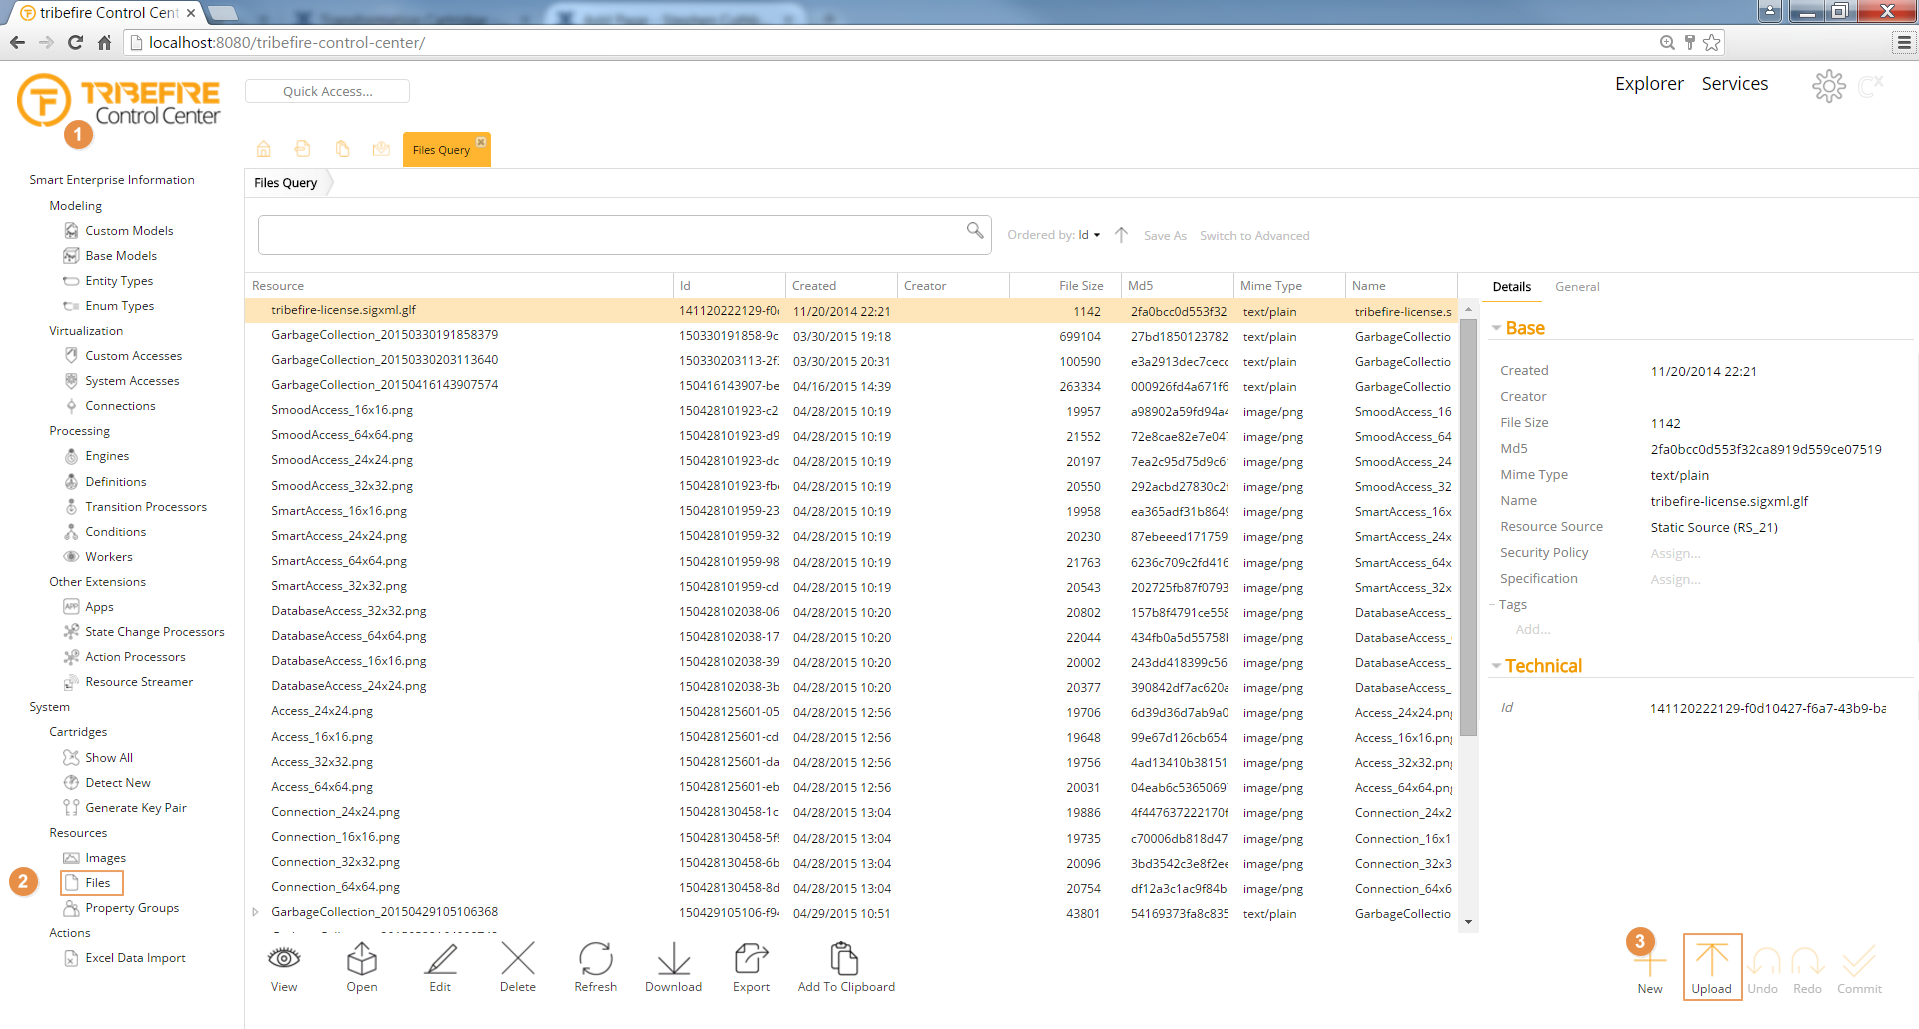 tribefire Control Cent
localhost:8080/tribefire-control-center/
TRIBEFIRE
Control Center
1
Quick Access...
Explorer Services
Files Query
Files Query
Ordered by: Id
Save As
Switch to Advanced
Smart Enterprise Information
Modeling
Custom Models
Base Models
Entity Types
Enum Types
Virtualization
Custom Accesses
System Accesses
Connections
Processing
Engines
Definitions
Transition Processors
Conditions
Workers
Other Extensions
APP Apps
State Change Processors
Action Processors
Resource Streamer
System
Cartridges
Show All
Detect New
Generate Key Pair
Resources
Images
2 Files
Property Groups
Actions
Excel Data Import
Resource Id Created Creator File Size Md5 Mime Type Name
tribefire-license.sigxml.glf 141120222129-f0 11/20/2014 22:21 1142 2fa0bcc0d553f32 text/plain tribefire-license.s
GarbageCollection_20150330191858379 150330191858-9c 03/30/2015 19:18 699104 27bd1850123782 text/plain GarbageCollectio
GarbageCollection_20150330203113640 150330203113-2f 03/30/2015 20:31 100590 e3a2913dec7cecc text/plain GarbageCollectio
GarbageCollection_20150416143907574 150416143907-be 04/16/2015 14:39 263334 000926fd4a671f6 text/plain GarbageCollectio
SmoodAccess_16x16.png 150428101923-c2 04/28/2015 10:19 19957 a98902a59fd94a4 image/png SmoodAccess_16
SmoodAccess_64x64.png 150428101923-d9 04/28/2015 10:19 21552 72e8cae82e7e04 image/png SmoodAccess_64
SmoodAccess_24x24.png 150428101923-dc 04/28/2015 10:19 20197 7ea2c95d75d9c6 image/png SmoodAccess_24
SmoodAccess_32x32.png 150428101923-fb 04/28/2015 10:19 20550 292acbd27830c2 image/png SmoodAccess_32
SmartAccess_16x16.png 150428101959-23 04/28/2015 10:19 19958 ea365adf31b8649 image/png SmartAccess_16x
SmartAccess_24x24.png 150428101959-32 04/28/2015 10:19 20230 87ebeeed171759 image/png SmartAccess_24x
SmartAccess_64x64.png 150428101959-98 04/28/2015 10:19 21763 6236c709c2fd416 image/png SmartAccess_64x
SmartAccess_32x32.png 150428101959-cd 04/28/2015 10:19 20543 202725fb87f0793 image/png SmartAccess_32x
DatabaseAccess_32x32.png 150428102038-06 04/28/2015 10:20 20802 157b8f4791ce558 image/png DatabaseAccess_
DatabaseAccess_64x64.png 150428102038-17 04/28/2015 10:20 22044 434fb0a5d55758 image/png DatabaseAccess_
DatabaseAccess_16x16.png 150428102038-39 04/28/2015 10:20 20002 243dd418399c56 image/png DatabaseAccess_
DatabaseAccess_24x24.png 150428102038-3b 04/28/2015 10:20 20377 390842df7ac620a image/png DatabaseAccess_
Access_24x24.png 150428125601-05 04/28/2015 12:56 19706 6d39d36d7ab9a0 image/png Access_24x24.png
Access_16x16.png 150428125601-cd 04/28/2015 12:56 19648 99e67d126cb654 image/png Access_16x16.png
Access_32x32.png 150428125601-da 04/28/2015 12:56 19756 4ad13410b38151 image/png Access_32x32.png
Access_64x64.png 150428125601-eb 04/28/2015 12:56 20031 04eab6c5365069 image/png Access_64x64.png
Connection_24x24.png 150428130458-1c 04/28/2015 13:04 19886 4f447637222170f image/png Connection_24x2
Connection_16x16.png 150428130458-5f 04/28/2015 13:04 19735 c70006db818d47 image/png Connection_16x1
Connection_32x32.png 150428130458-6b 04/28/2015 13:04 20096 3bd3542c3e8f2ee image/png Connection_32x3
Connection_64x64.png 150428130458-8d 04/28/2015 13:04 20754 df12a3c1ac9f84b image/png Connection_64x6
GarbageCollection_20150429105106368 150429105106-f9 04/29/2015 10:51 43801 54169373fa8c835 text/plain GarbageCollectio
Details General
Base
Created 11/20/2014 22:21
Creator
File Size 1142
Md5 2fa0bcc0d553f32ca8919d559ce07519
Mime Type text/plain
Name tribefire-license.sigxml.glf
Resource Source Static Source (RS_21)
Security Policy Assign...
Specification Assign...
Tags
Add...
Technical
Id 141120222129-f0d10427-f6a7-43b9-ba
View Open Edit Delete Refresh Download Export Add To Clipboard
3
New Upload Undo Redo Commit